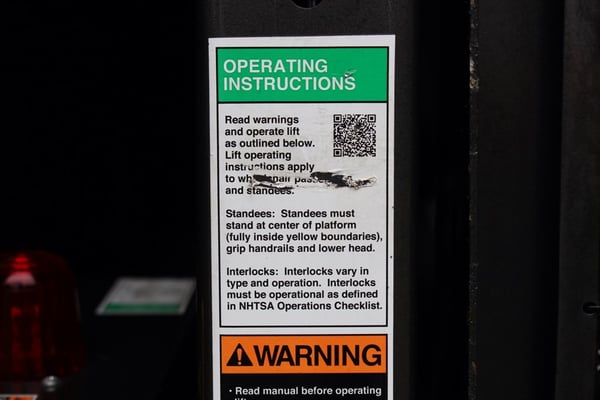 OPERATING
INSTRUCTIONS
Read warnings
and operate lift
as outlined below.
Lift operating
instructions apply
to
and standees.
Standees: Standees must
stand at center of platform
(fully inside yellow boundaries),
grip handrails and lower head.
Interlocks: Interlocks vary in
type and operation. Interlocks
must be operational as defined
in NHTSA Operations Checklist.
WARNING
• Read manual before operating